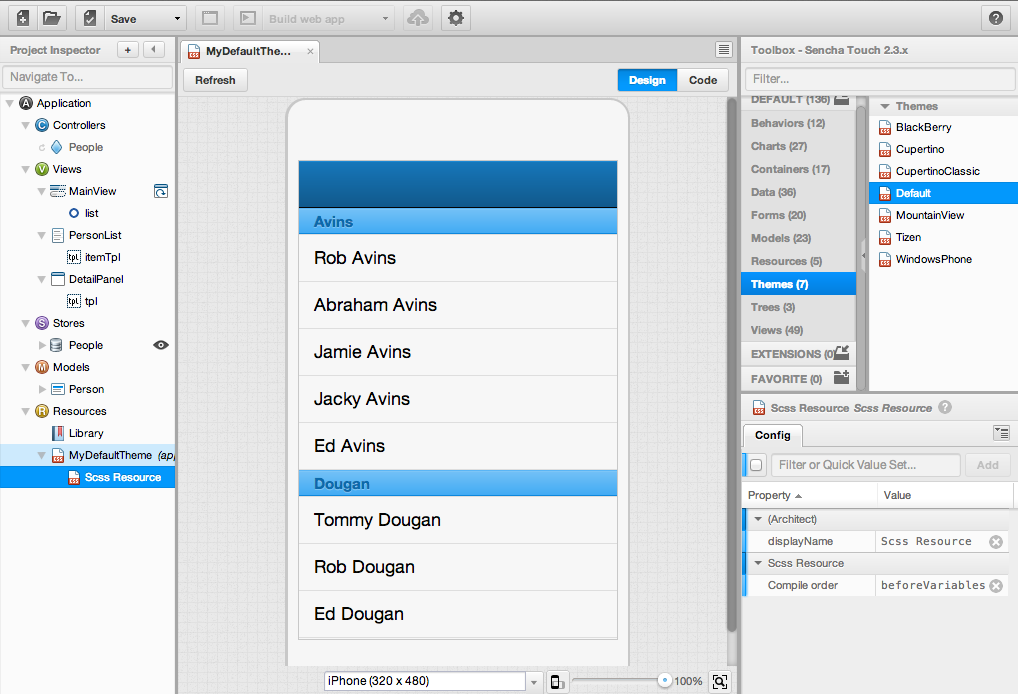 Save
Build web app
?
Project Inspector
+
Navigate To...
A Application
C Controllers
People
V Views
MainView
list
PersonList
tpl itemTpl
DetailPanel
tpl tpl
S Stores
People
M Models
Person
R Resources
Library
MyDefaultTheme (app
Scss Resource
MyDefaultThe...
Refresh
Design
Code
Avins
Rob Avins
Abraham Avins
Jamie Avins
Jacky Avins
Ed Avins
Dougan
Tommy Dougan
Rob Dougan
Ed Dougan
iPhone (320 x 480)
100%
Toolbox - Sencha Touch 2.3.x
Filter...
DEFAULT (136)
Behaviors (12)
Charts (27)
Containers (17)
Data (36)
Forms (20)
Models (23)
Resources (5)
Themes (7)
Trees (3)
Views (49)
EXTENSIONS (0)
FAVORITE (0)
Themes
BlackBerry
Cupertino
CupertinoClassic
Default
MountainView
Tizen
WindowsPhone
Scss Resource Scss Resource ?
Config
Filter or Quick Value Set...
Add
Property
Value
(Architect)
displayName
Scss Resource
Scss Resource
Compile order
beforeVariables